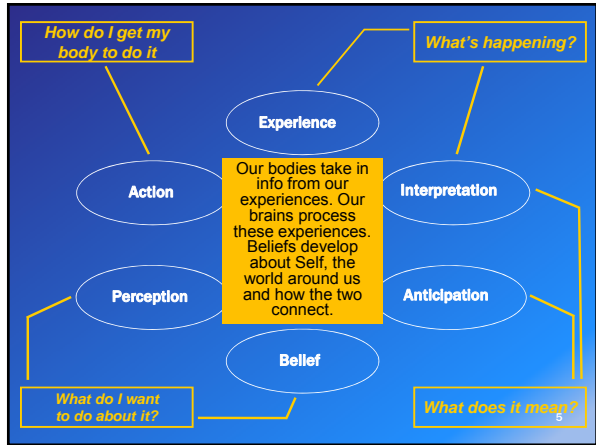 How do I get my
body to do it
What's happening?
Experience
Action
Our bodies take in
info from our
experiences. Our
brains process
these experiences.
Beliefs develop
about Self, the
world around us
and how the two
connect.
Interpretation
Perception
Anticipation
Belief
What do I want
to do about it?
What does it mean?
5